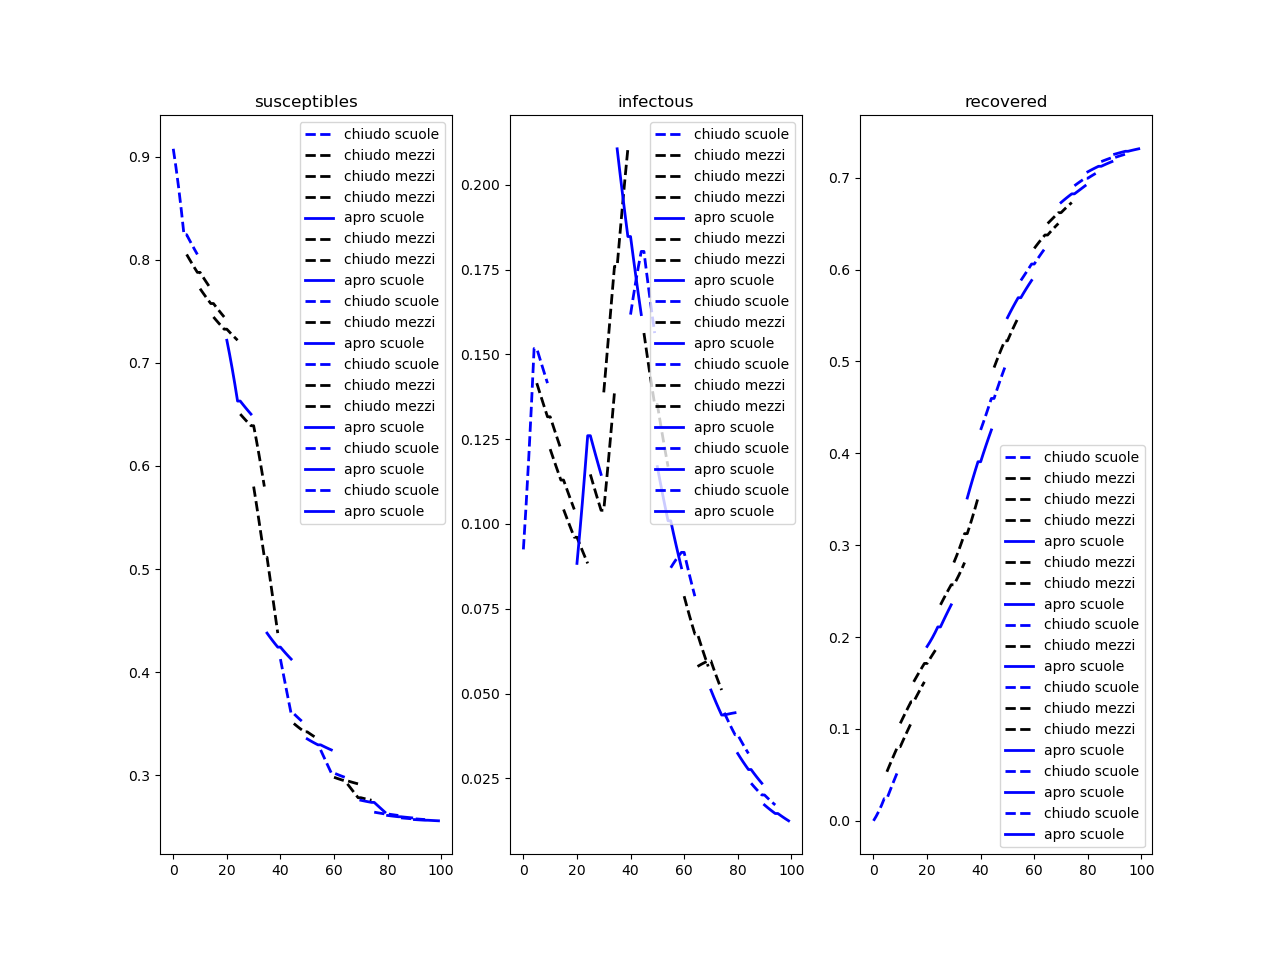 susceptibles
0.9
0.8
0.7
0.6
0.5
0.4
0.3
0
20
40
60
80
100
chiudo scuole
chiudo mezzi
chiudo mezzi
chiudo mezzi
apro scuole
chiudo mezzi
chiudo mezzi
apro scuole
chiudo scuole
chiudo mezzi
apro scuole
chiudo scuole
chiudo mezzi
chiudo mezzi
apro scuole
chiudo scuole
apro scuole
chiudo scuole
apro scuole
infectous
0.200
0.175
0.150
0.125
0.100
0.075
0.050
0.025
0
20
40
60
80
100
chiudo scuole
chiudo mezzi
chiudo mezzi
chiudo mezzi
apro scuole
chiudo mezzi
chiudo mezzi
apro scuole
chiudo scuole
chiudo mezzi
apro scuole
chiudo scuole
chiudo mezzi
chiudo mezzi
apro scuole
chiudo scuole
apro scuole
chiudo scuole
apro scuole
recovered
0.7
0.6
0.5
0.4
0.3
0.2
0.1
0.0
0
20
40
60
80
100
chiudo scuole
chiudo mezzi
chiudo mezzi
chiudo mezzi
apro scuole
chiudo mezzi
chiudo mezzi
apro scuole
chiudo scuole
chiudo mezzi
apro scuole
chiudo scuole
chiudo mezzi
chiudo mezzi
apro scuole
chiudo scuole
apro scuole
chiudo scuole
apro scuole